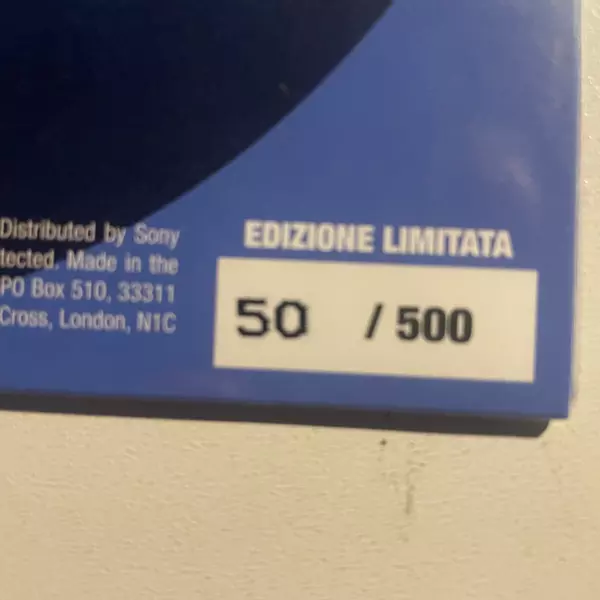 Distributed by Sony
tected. Made in the
PO Box 510, 33311
Cross, London, N1C
EDIZIONE LIMITATA
50 / 500